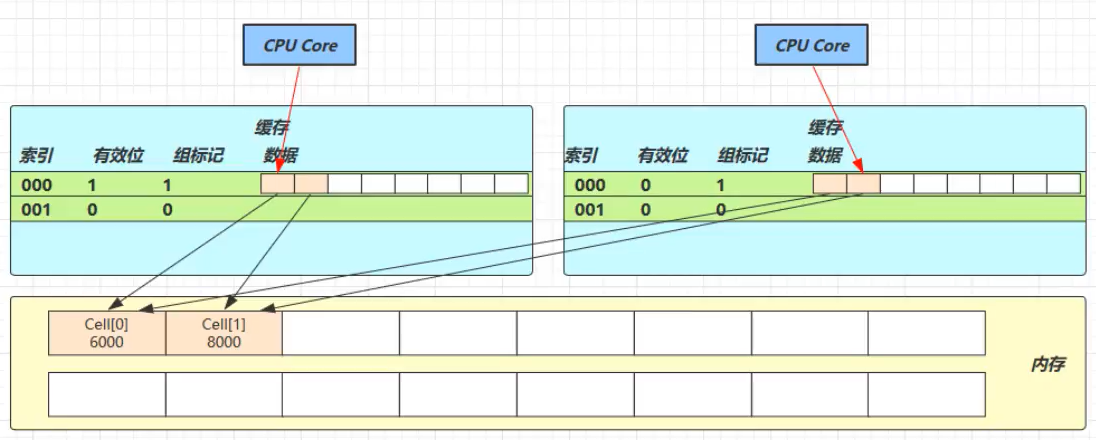 CPU Core
CPU Core
缓存
索引 有效位 组标记 数据
000 1 1
001 0 0
缓存
索引 有效位 组标记 数据
000 0 1
001 0 0
Cell[0] Cell[1]
6000 8000
内存